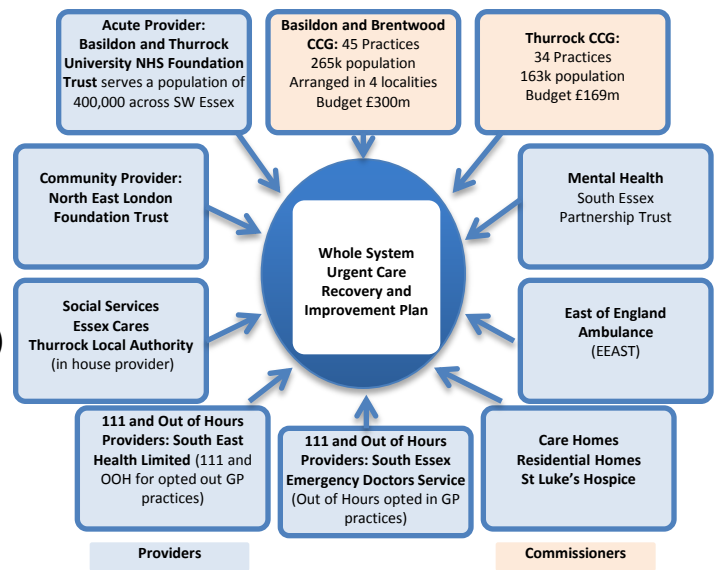 Acute Provider:
Basildon and Thurrock
University NHS Foundation
Trust serves a population of
400,000 across SW Essex
Basildon and Brentwood
CCG: 45 Practices
265k population
Arranged in 4 localities
Budget £300m
Thurrock CCG:
34 Practices
163k population
Budget £169m
Community Provider:
North East London
Foundation Trust
Whole System
Urgent Care
Recovery and
Improvement Plan
Mental Health
South Essex
Partnership Trust
Social Services
Essex Cares
Thurrock Local Authority
(in house provider)
East of England
Ambulance
(EEAST)
111 and Out of Hours
Providers: South East
Health Limited (111 and
OOH for opted out GP
practices)
111 and Out of Hours
Providers: South Essex
Emergency Doctors Service
(Out of Hours opted in GP
practices)
Care Homes
Residential Homes
St Luke’s Hospice
Providers
Commissioners